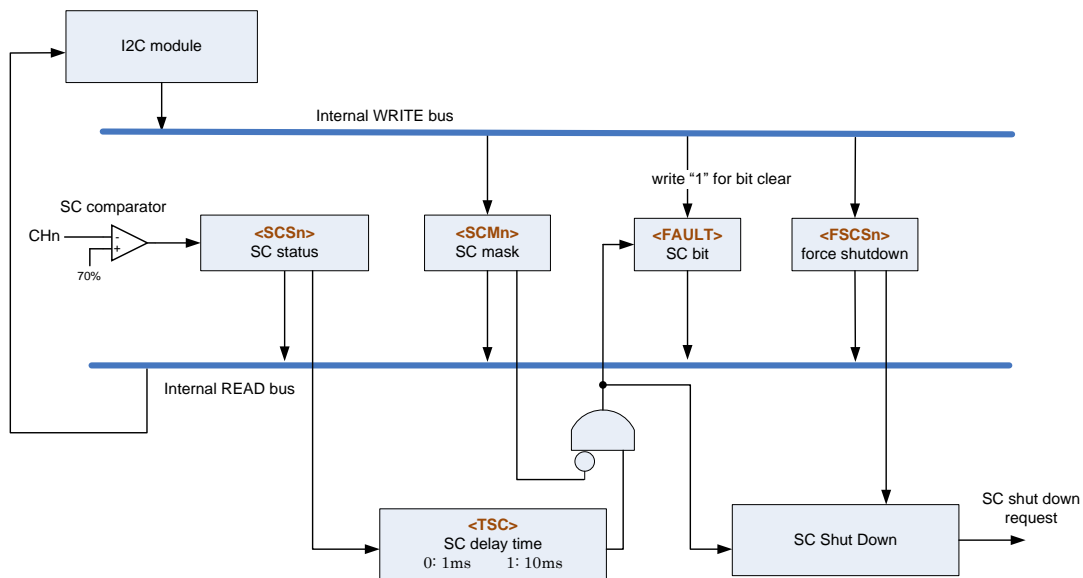 I2C module
Internal WRITE bus
write “1” for bit clear
SC comparator
CHn
-
+
70%
<SCSn>
SC status
<SCMn>
SC mask
<FAULT>
SC bit
<FSCSn>
force shutdown
Internal READ bus
<TSC>
SC delay time
0: 1ms 1: 10ms
SC Shut Down
SC shut down
request